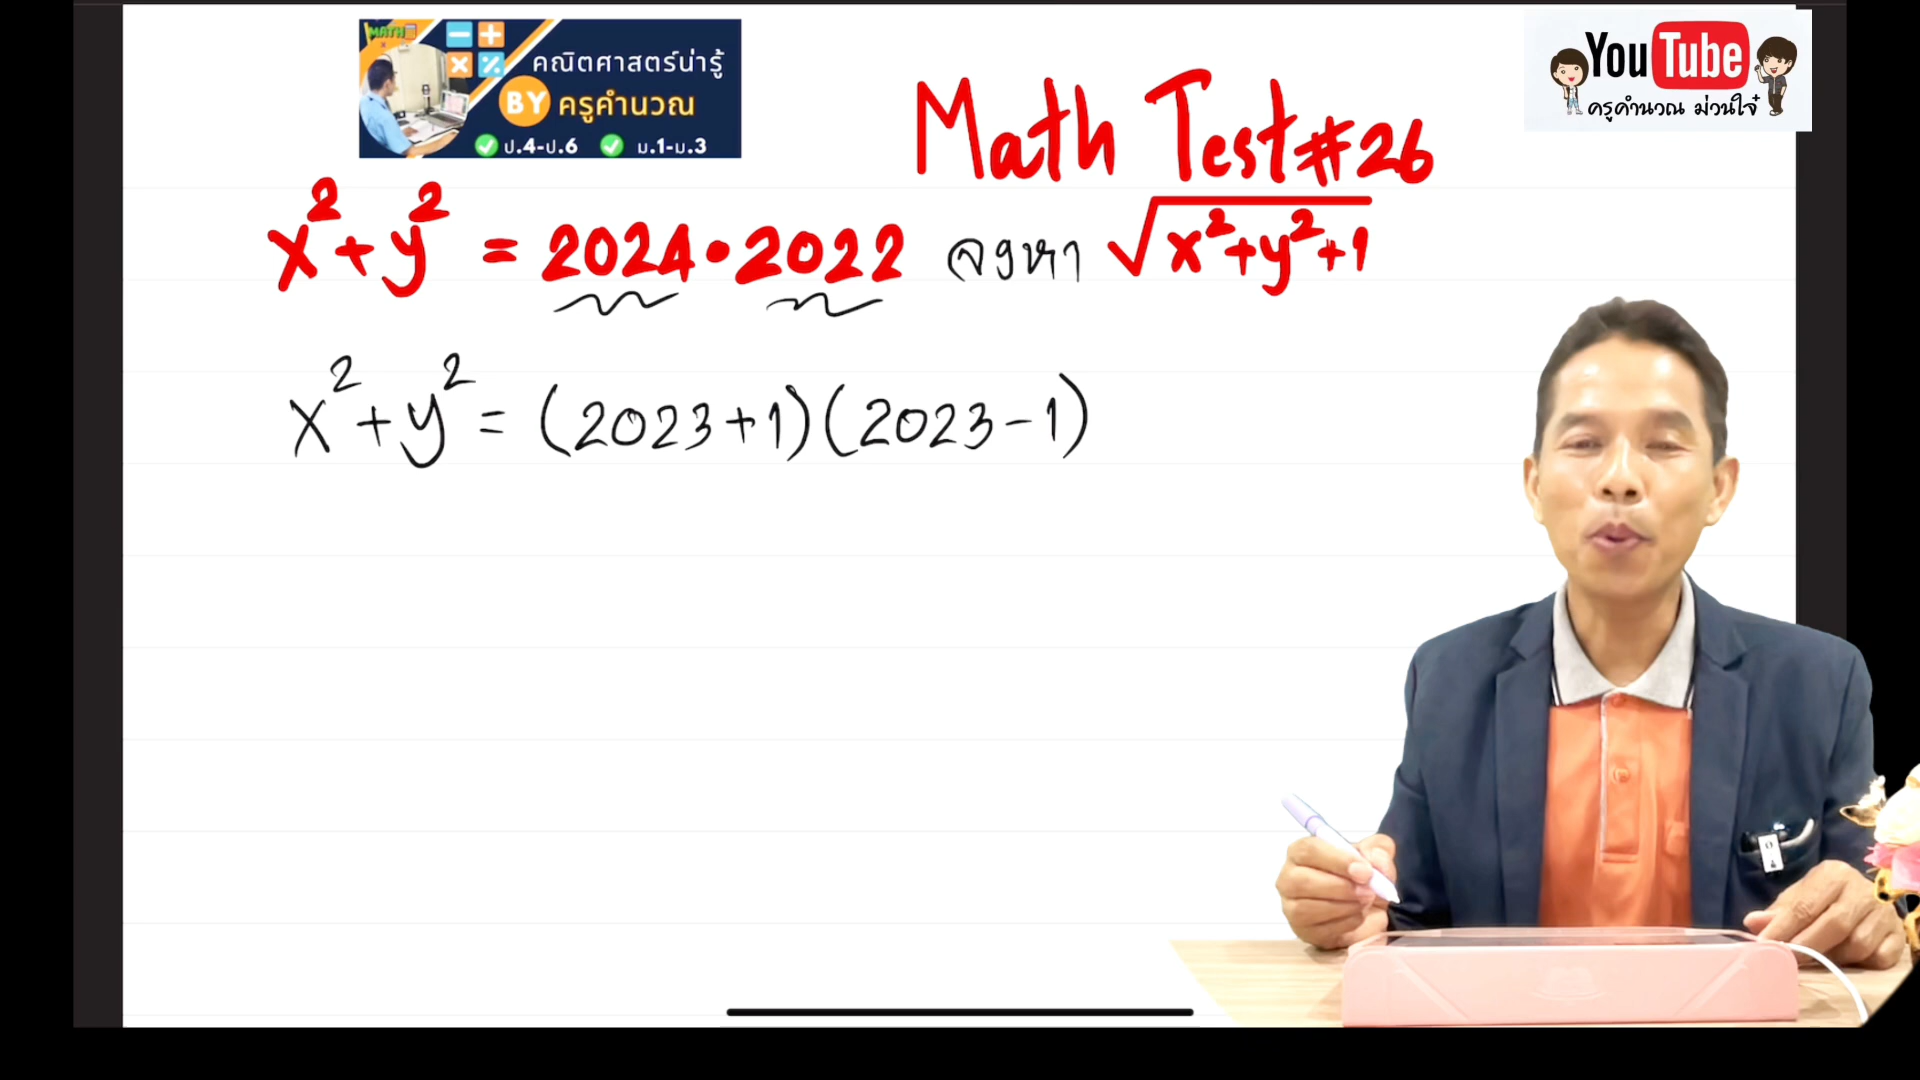 MATH
คณิตศาสตร์น่ารู้
BY ครูคำนวณ
ป.4-ป.6 ม.1-ม.3
YouTube
ครูคำนวณ ม่วนใจ๋
Math Test#26
x²+y² = 2024•2022 จงหา √x²+y²+1
x²+y² = (2023+1)(2023-1)